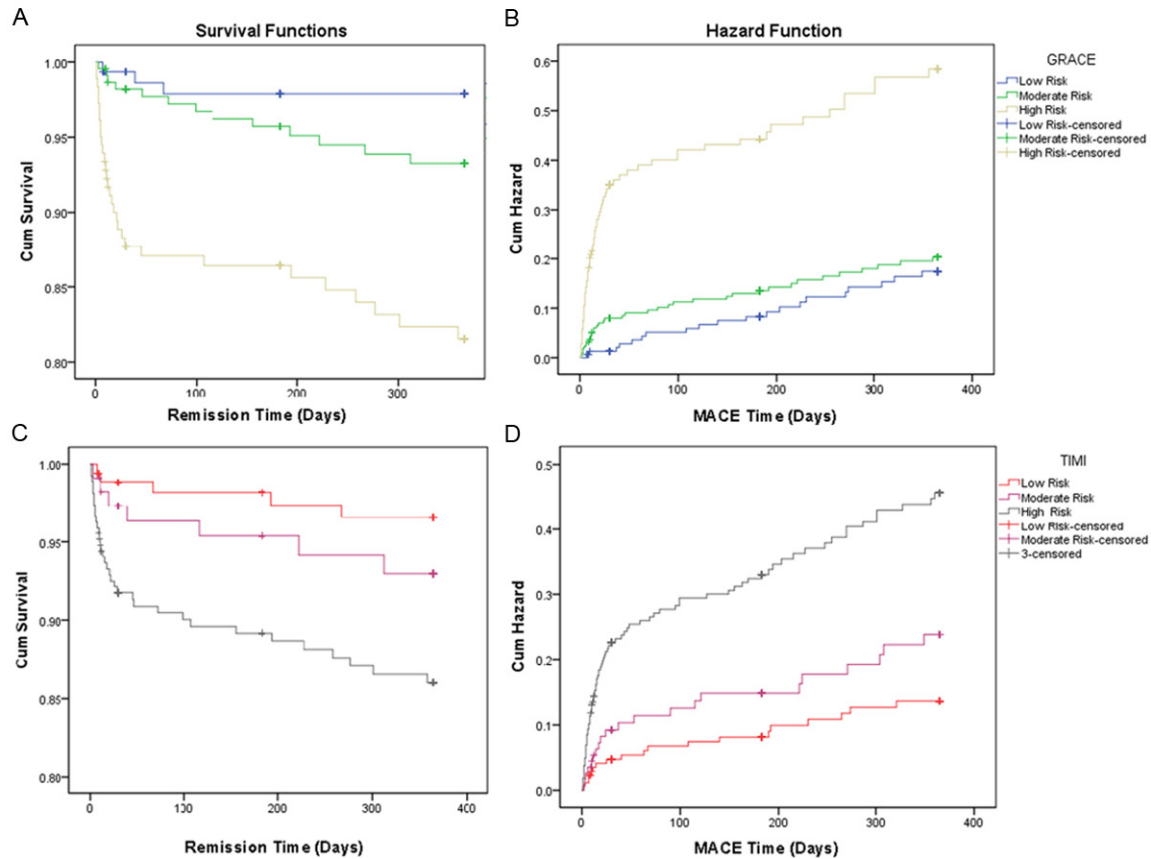 A
Survival Functions
Cum Survival
1.00
0.95
0.90
0.85
0.80
0
100
200
300
Remission Time (Days)
B
Hazard Function
Cum Hazard
0.6
0.5
0.4
0.3
0.2
0.1
0.0
0
100
200
300
400
MACE Time (Days)
GRACE
Low Risk
Moderate Risk
High Risk
Low Risk-censored
Moderate Risk-censored
High Risk-censored
C
Cum Survival
1.00
0.95
0.90
0.85
0.80
0
100
200
300
400
Remission Time (Days)
D
Cum Hazard
0.5
0.4
0.3
0.2
0.1
0.0
0
100
200
300
400
MACE Time (Days)
TIMI
Low Risk
Moderate Risk
High Risk
Low Risk-censored
Moderate Risk-censored
3-censored